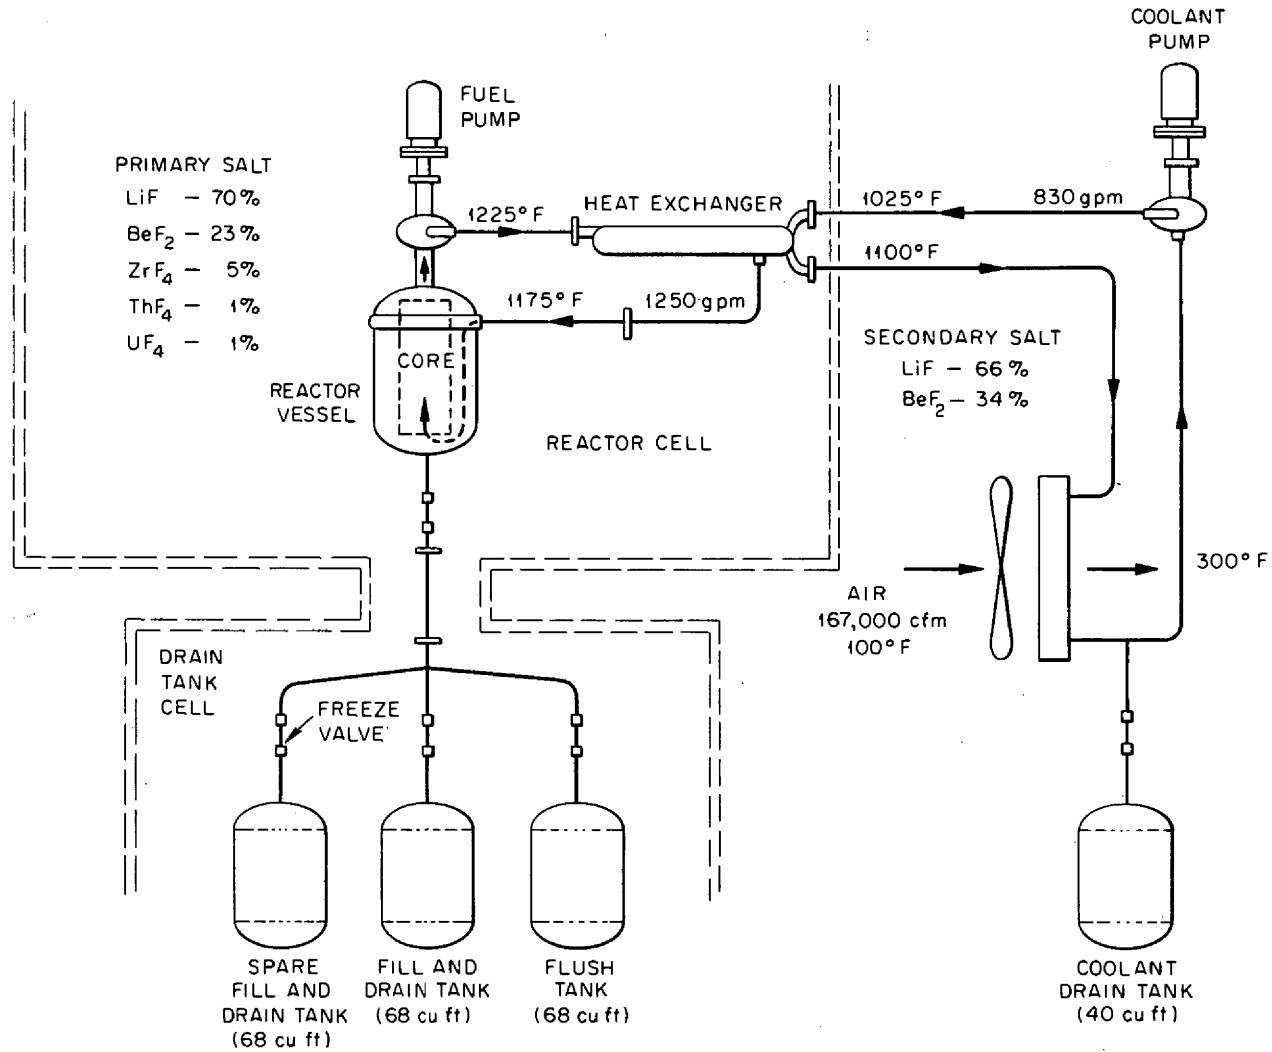 COOLANT
PUMP
FUEL
PUMP
PRIMARY SALT
LiF – 70%
BeF₂ – 23%
ZrF₄ – 5%
ThF₄ – 1%
UF₄ – 1%
1225°F
HEAT EXCHANGER
1025°F
830 gpm
1100°F
1175°F
1250 gpm
CORE
REACTOR
VESSEL
REACTOR CELL
SECONDARY SALT
LiF – 66%
BeF₂ – 34%
AIR
167,000 cfm
100°F
300°F
DRAIN
TANK
CELL
FREEZE
VALVE
SPARE
FILL AND
DRAIN TANK
(68 cu ft)
FILL AND
DRAIN TANK
(68 cu ft)
FLUSH
TANK
(68 cu ft)
COOLANT
DRAIN TANK
(40 cu ft)